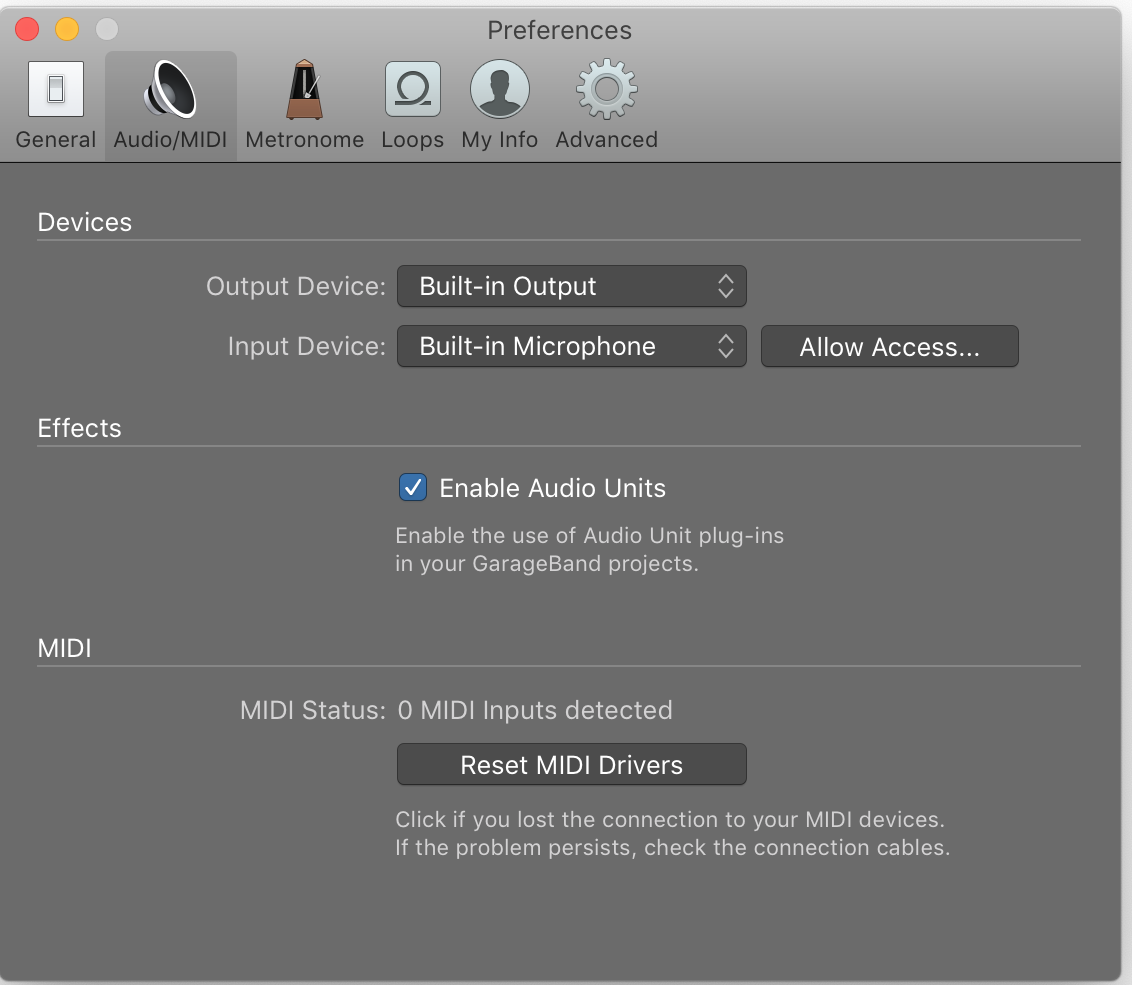 Preferences
General
Audio/MIDI
Metronome
Loops
My Info
Advanced
Devices
Output Device: Built-in Output
Input Device: Built-in Microphone Allow Access...
Effects
Enable Audio Units
Enable the use of Audio Unit plug-ins
in your GarageBand projects.
MIDI
MIDI Status: 0 MIDI Inputs detected
Reset MIDI Drivers
Click if you lost the connection to your MIDI devices.
If the problem persists, check the connection cables.